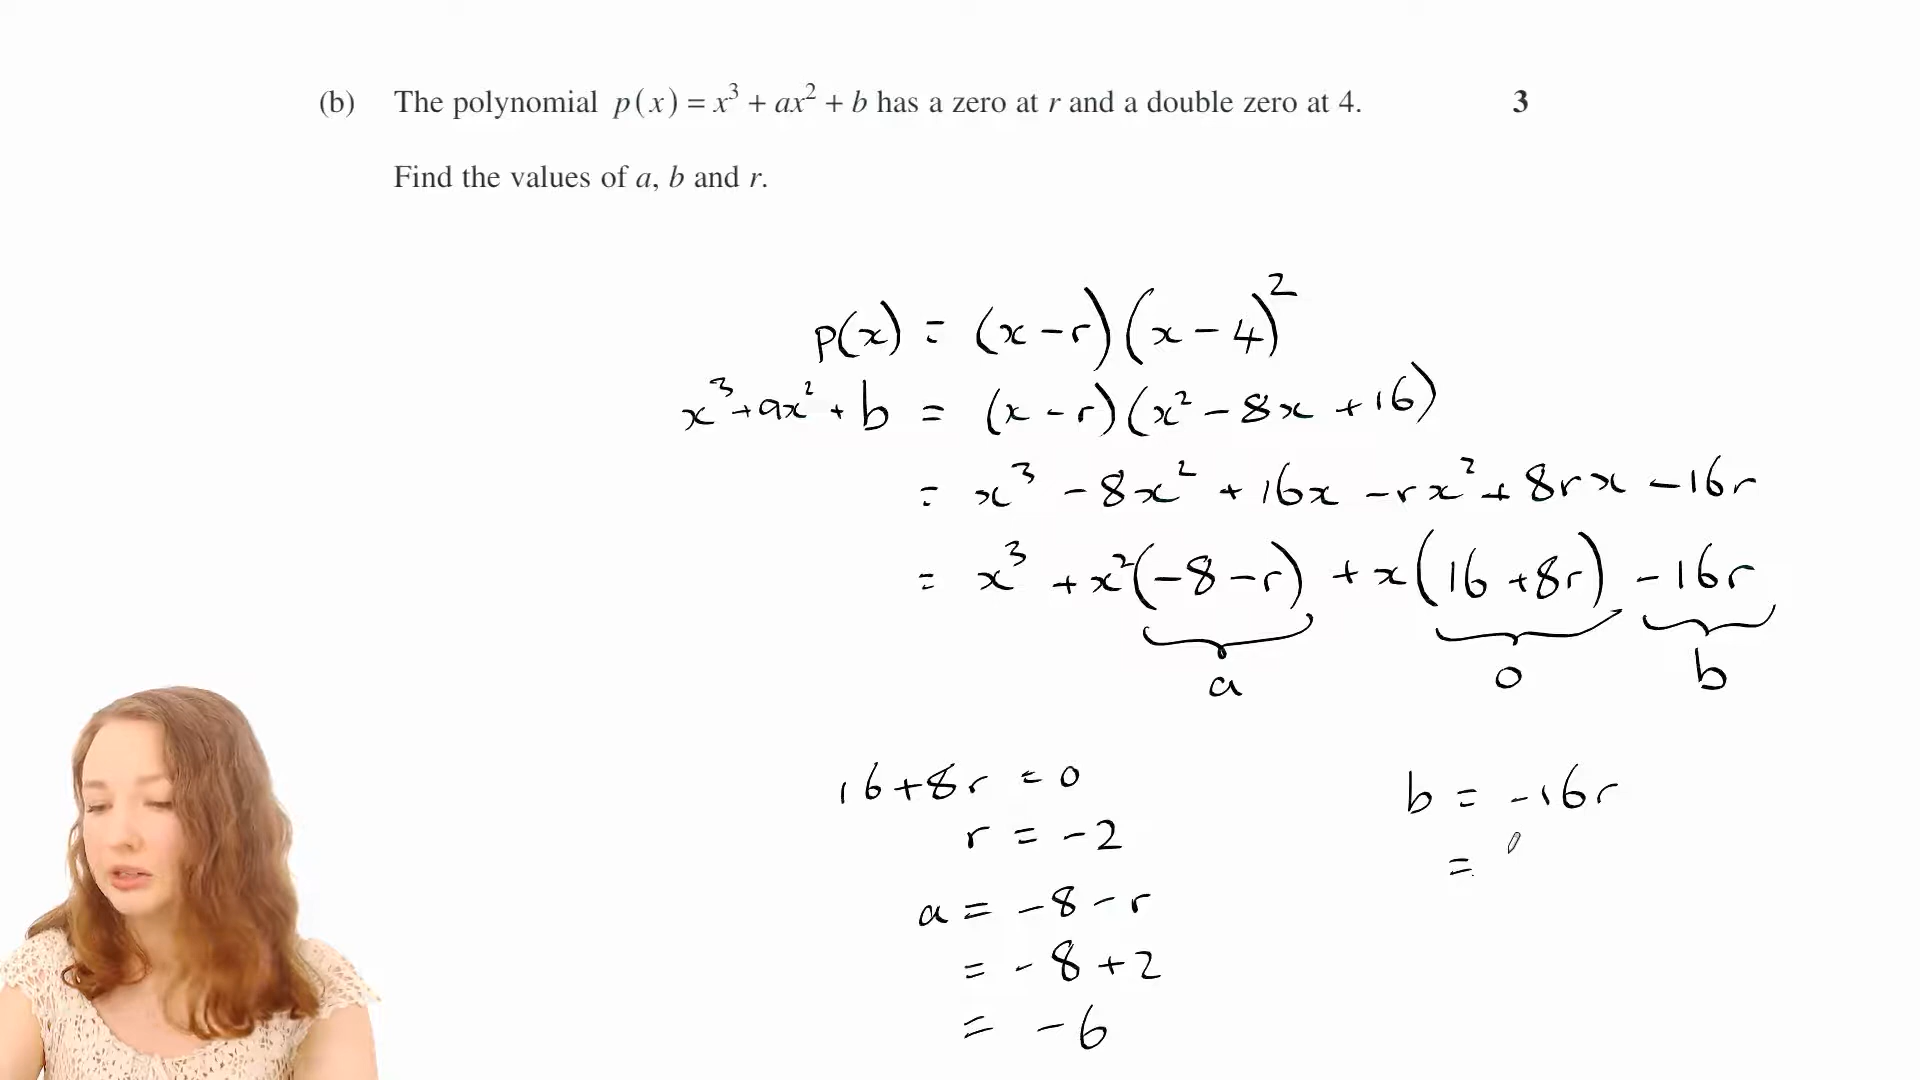 (b) The polynomial p(x) = x³ + ax² + b has a zero at r and a double zero at 4. 3
Find the values of a, b and r.
p(x) = (x - r)(x - 4)²
x³ + ax² + b = (x - r)(x² - 8x + 16)
= x³ - 8x² + 16x - rx² + 8rx - 16r
= x³ + x²(-8 - r) + x(16 + 8r) - 16r
a 0 b
16 + 8r = 0
r = -2
a = -8 - r
= -8 + 2
= -6
b = -16r
=